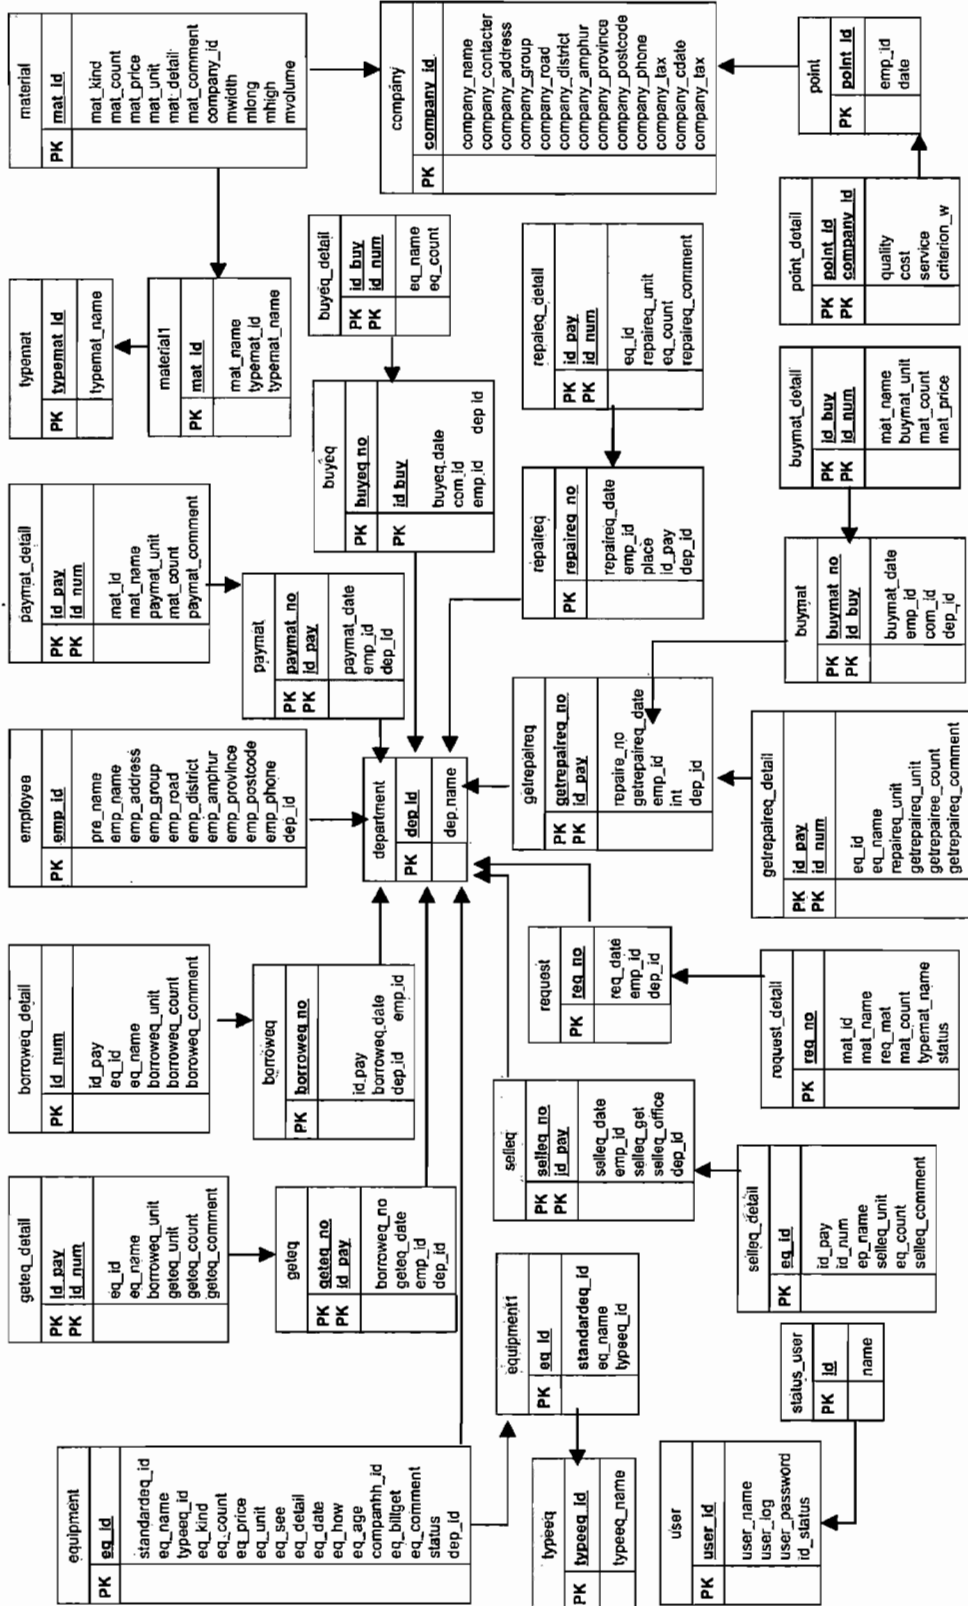 equipment
PK eq_id
standardeq_id
eq_name
typeeq_id
eq_kind
eq_count
eq_price
eq_unit
eq_see
eq_detail
eq_date
eq_now
eq_age
companhh_id
eq_billget
eq_comment
status
dep_id
geteq_detail
PK id_pay
PK id_num
eq_id
eq_name
borroweq_unit
geteq_unit
geteq_count
geteq_comment
borroweq_detail
PK id_num
id_pay
eq_id
eq_name
borroweq_unit
borroweq_count
boroweq_comment
employee
PK emp_id
pre_name
emp_name
emp_address
emp_group
emp_road
emp_district
emp_amphur
emp_province
emp_postcode
emp_phone
dep_id
paymat_detail
PK id_pay
PK id_num
mat_id
mat_name
paymat_unit
mat_count
paymat_comment
typemat
PK typemat_id
typemat_name
material
PK mat_id
mat_kind
mat_count
mat_price
mat_unit
mat_detail
mat_comment
company_id
mwidth
mlong
mhigh
mvolume
geteq
PK geteq_no
PK id_pay
borroweq_no
geteq_date
emp_id
dep_id
borroweq
PK borroweq_no
id_pay
borroweq_date
dep_id emp_id
paymat
PK paymat_no
PK id_pay
paymat_date
emp_id
dep_id
material1
PK mat_id
mat_name
typemat_id
typemat_name
department
PK dep_id
dep_name
buyeq
PK buyeq_no
PK id_buy
buyeq_date
com_id
emp_id dep_id
buyeq_detail
PK id_buy
PK id_num
eq_name
eq_count
company
PK company_id
company_name
company_contacter
company_address
company_group
company_road
company_district
company_amphur
company_province
company_postcode
company_phone
company_tax
company_cdate
company_tax
equipment1
PK eq_id
standardeq_id
eq_name
typeeq_id
selleq
PK selleq_no
PK id_pay
selleq_date
emp_id
selleq_get
selleq_office
dep_id
request
PK req_no
req_date
emp_id
dep_id
getrepaireq
PK getrepaireq_no
PK id_pay
repaire_no
getrepaireq_date
emp_id
int
dep_id
repaireq
PK repaireq_no
repaireq_date
emp_id
place
id_pay
dep_id
repaieq_detail
PK id_pay
PK id_num
eq_id
repaireq_unit
eq_count
repaireq_comment
typeeq
PK typeeq_id
typeeq_name
user
PK user_id
user_name
user_log
user_password
id_status
status_user
PK id
name
selleq_detail
PK eq_id
id_pay
id_num
ep_name
selleq_unit
eq_count
selleq_comment
request_detail
PK req_no
mat_id
mat_name
req_mat
mat_count
typemat_name
status
getrepaireq_detail
PK id_pay
PK id_num
eq_id
eq_name
repaireq_unit
getrepaireq_unit
getrepairee_count
getrepaireq_comment
buymat
PK buymat_no
PK id_buy
buymat_date
emp_id
com_id
dep_id
buymat_detail
PK id_buy
PK id_num
mat_name
buymat_unit
mat_count
mat_price
point_detail
PK point_id
PK company_id
quality
cost
service
criterion_w
point
PK point_id
emp_id
date